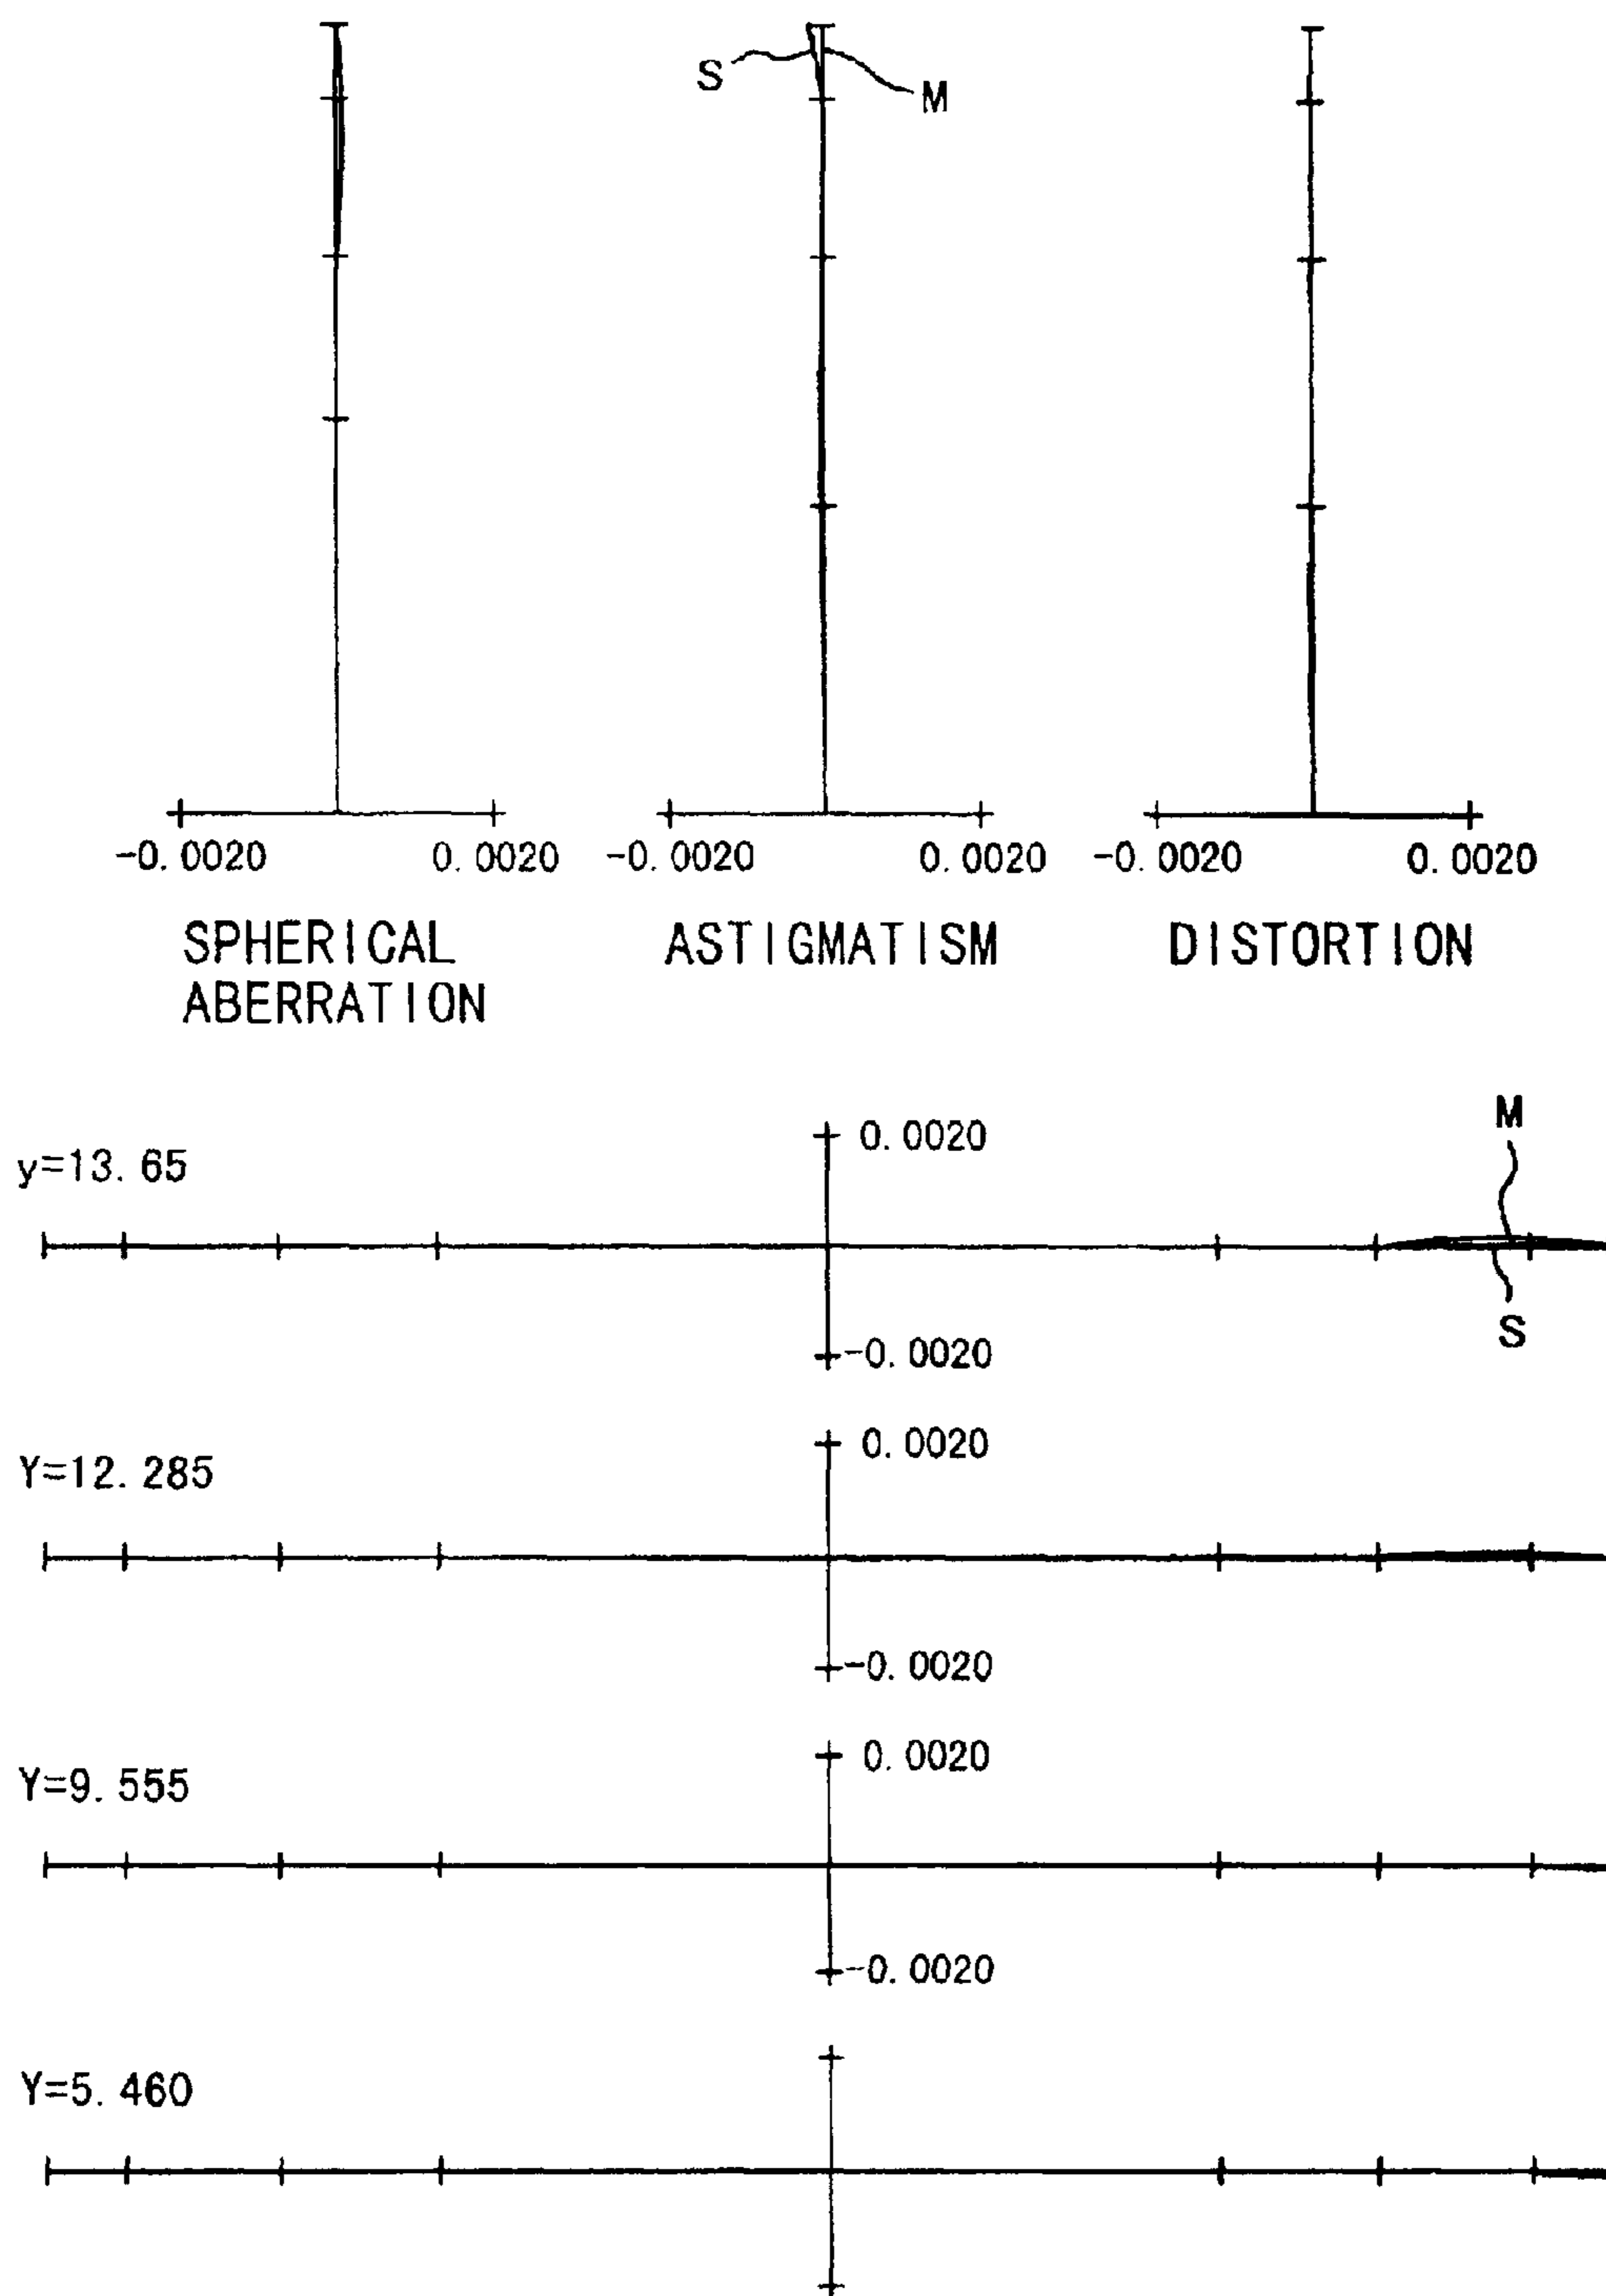 S
M
-0.0020 0.0020 -0.0020 0.0020 -0.0020 0.0020
SPHERICAL ABERRATION
ASTIGMATISM
DISTORTION
y=13.65
0.0020
M
-0.0020
S
Y=12.285
0.0020
-0.0020
Y=9.555
0.0020
-0.0020
Y=5.460